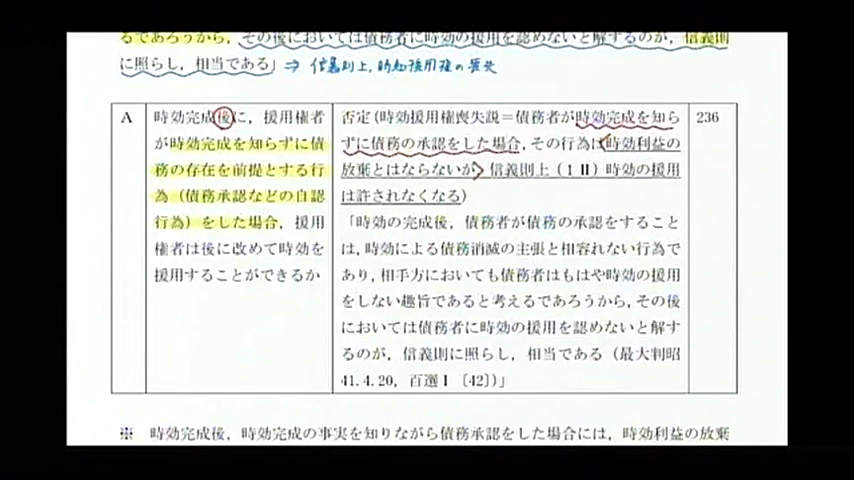 るであろうから，その後においては債務者に時効の援用を認めないと解するのが，信義則
に照らし，相当である」⇒ 信義則上，時効援用権の喪失
A
時効完成後に，援用権者
が時効完成を知らずに債
務の存在を前提とする行
為（債務承認などの自認
行為）をした場合，援用
権者は後に改めて時効を
援用することができるか
否定（時効援用権喪失説＝債務者が時効完成を知ら
ずに債務の承認をした場合，その行為は時効利益の
放棄とはならないが，信義則上（1Ⅱ）時効の援用
は許されなくなる）
「時効の完成後，債務者が債務の承認をすること
は，時効による債務消滅の主張と相容れない行為で
あり，相手方においても債務者はもはや時効の援用
をしない趣旨であると考えるであろうから，その後
においては債務者に時効の援用を認めないと解す
るのが，信義則に照らし，相当である（最大判昭
41.4.20，百選Ⅰ〔42〕）」
236
※ 時効完成後，時効完成の事実を知りながら債務承認をした場合には，時効利益の放棄